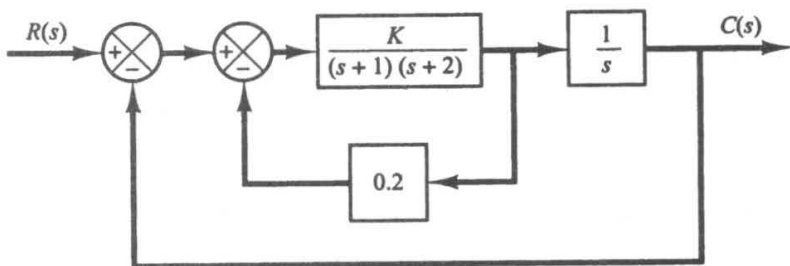 R(s)
+
−
+
−
K
(s + 1) (s + 2)
1
s
C(s)
0.2